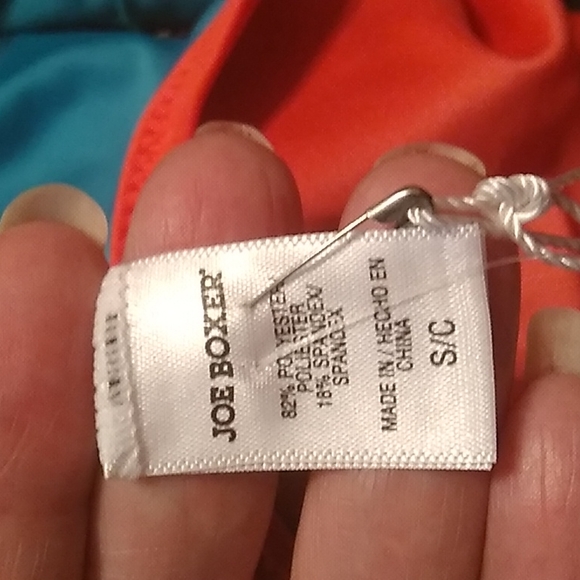 JOE BOXER
82% POLYESTER
POLIESTER
18% SPANDEX/
SPANDEX
MADE IN / HECHO EN
CHINA
S/C